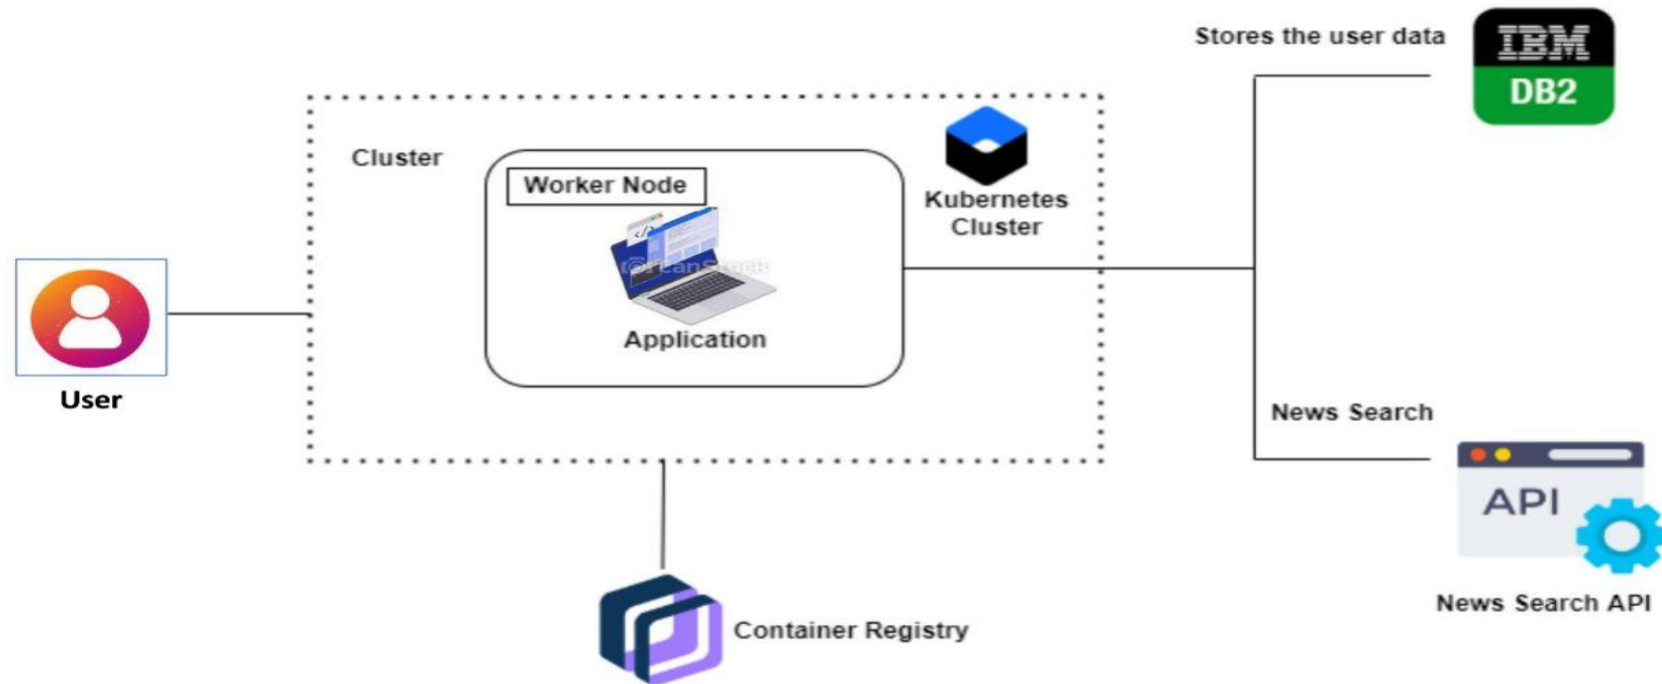 Stores the user data
IBM
DB2
Cluster
Worker Node
Kubernetes
Cluster
</>
Application
User
News Search
API
News Search API
Container Registry